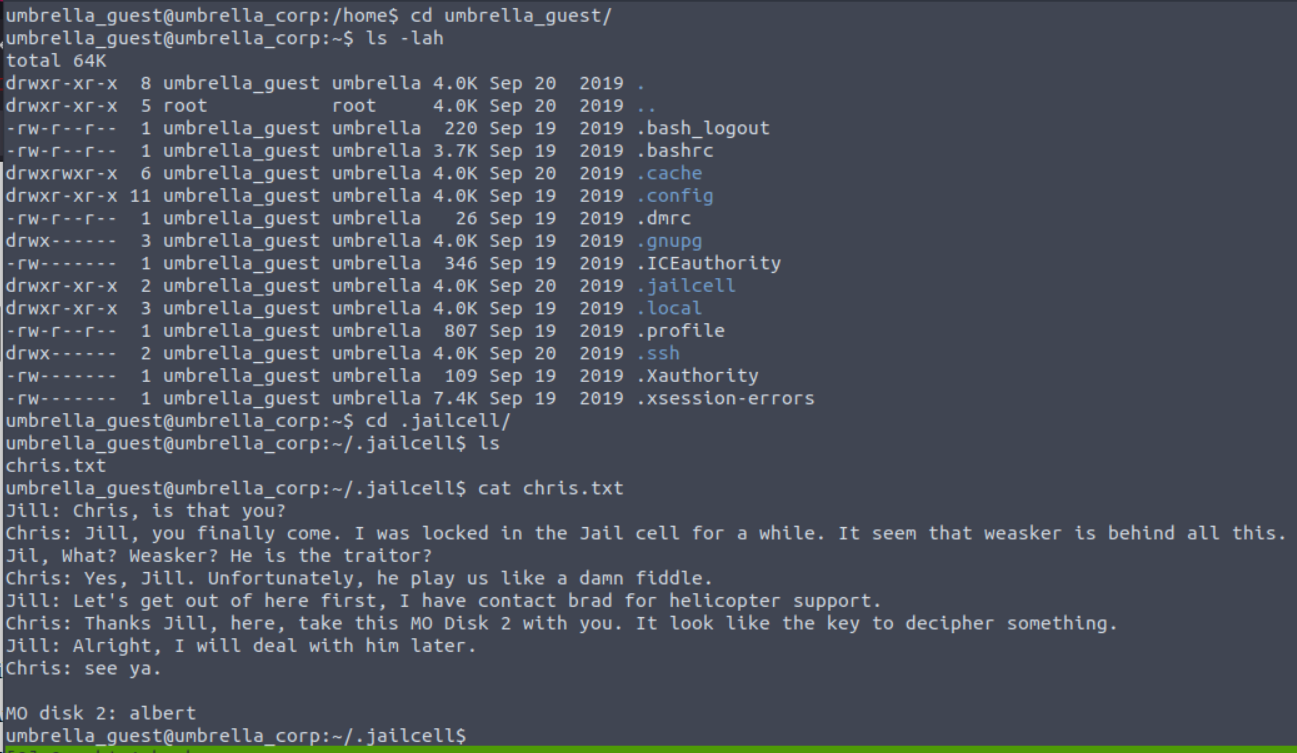 umbrella_guest@umbrella_corp:/home$ cd umbrella_guest/
umbrella_guest@umbrella_corp:~$ ls -lah
total 64K
drwxr-xr-x  8 umbrella_guest umbrella 4.0K Sep 20  2019 .
drwxr-xr-x  5 root           root     4.0K Sep 20  2019 ..
-rw-r--r--  1 umbrella_guest umbrella  220 Sep 19  2019 .bash_logout
-rw-r--r--  1 umbrella_guest umbrella 3.7K Sep 19  2019 .bashrc
drwxrwxr-x  6 umbrella_guest umbrella 4.0K Sep 20  2019 .cache
drwxr-xr-x 11 umbrella_guest umbrella 4.0K Sep 19  2019 .config
-rw-r--r--  1 umbrella_guest umbrella   26 Sep 19  2019 .dmrc
drwx------  3 umbrella_guest umbrella 4.0K Sep 19  2019 .gnupg
-rw-------  1 umbrella_guest umbrella  346 Sep 19  2019 .ICEauthority
drwxr-xr-x  2 umbrella_guest umbrella 4.0K Sep 20  2019 .jailcell
drwxr-xr-x  3 umbrella_guest umbrella 4.0K Sep 19  2019 .local
-rw-r--r--  1 umbrella_guest umbrella  807 Sep 19  2019 .profile
drwx------  2 umbrella_guest umbrella 4.0K Sep 20  2019 .ssh
-rw-------  1 umbrella_guest umbrella  109 Sep 19  2019 .Xauthority
-rw-------  1 umbrella_guest umbrella 7.4K Sep 19  2019 .xsession-errors
umbrella_guest@umbrella_corp:~$ cd .jailcell/
umbrella_guest@umbrella_corp:~/.jailcell$ ls
chris.txt
umbrella_guest@umbrella_corp:~/.jailcell$ cat chris.txt
Jill: Chris, is that you?
Chris: Jill, you finally come. I was locked in the Jail cell for a while. It seem that weasker is behind all this.
Jil, What? Weasker? He is the traitor?
Chris: Yes, Jill. Unfortunately, he play us like a damn fiddle.
Jill: Let's get out of here first, I have contact brad for helicopter support.
Chris: Thanks Jill, here, take this MO Disk 2 with you. It look like the key to decipher something.
Jill: Alright, I will deal with him later.
Chris: see ya.
MO disk 2: albert
umbrella_guest@umbrella_corp:~/.jailcell$